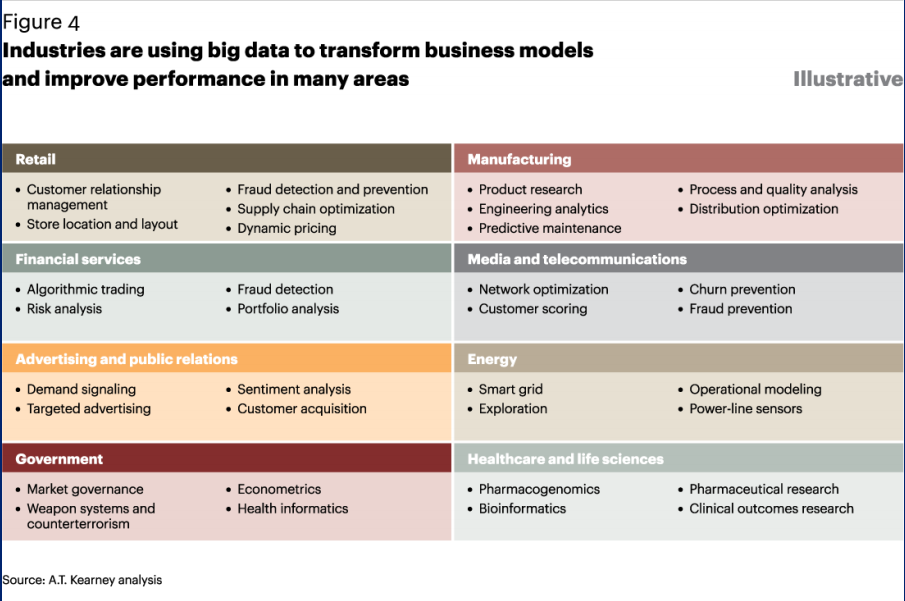 Figure 4
Industries are using big data to transform business models
and improve performance in many areas
Illustrative
Retail
• Customer relationship
management
• Store location and layout
• Fraud detection and prevention
• Supply chain optimization
• Dynamic pricing
Manufacturing
• Product research
• Engineering analytics
• Predictive maintenance
• Process and quality analysis
• Distribution optimization
Financial services
• Algorithmic trading
• Risk analysis
• Fraud detection
• Portfolio analysis
Media and telecommunications
• Network optimization
• Customer scoring
• Churn prevention
• Fraud prevention
Advertising and public relations
• Demand signaling
• Targeted advertising
• Sentiment analysis
• Customer acquisition
Energy
• Smart grid
• Exploration
• Operational modeling
• Power-line sensors
Government
• Market governance
• Weapon systems and
counterterrorism
• Econometrics
• Health informatics
Healthcare and life sciences
• Pharmacogenomics
• Bioinformatics
• Pharmaceutical research
• Clinical outcomes research
Source: A.T. Kearney analysis